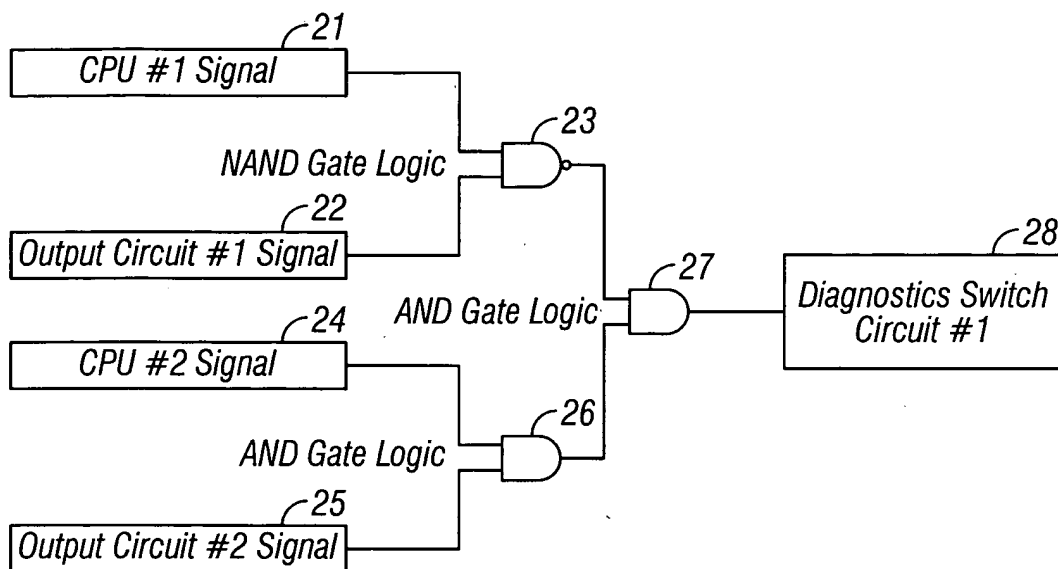 21
CPU #1 Signal
23
NAND Gate Logic
22
Output Circuit #1 Signal
27
28
AND Gate Logic
Diagnostics Switch
Circuit #1
24
CPU #2 Signal
26
AND Gate Logic
25
Output Circuit #2 Signal